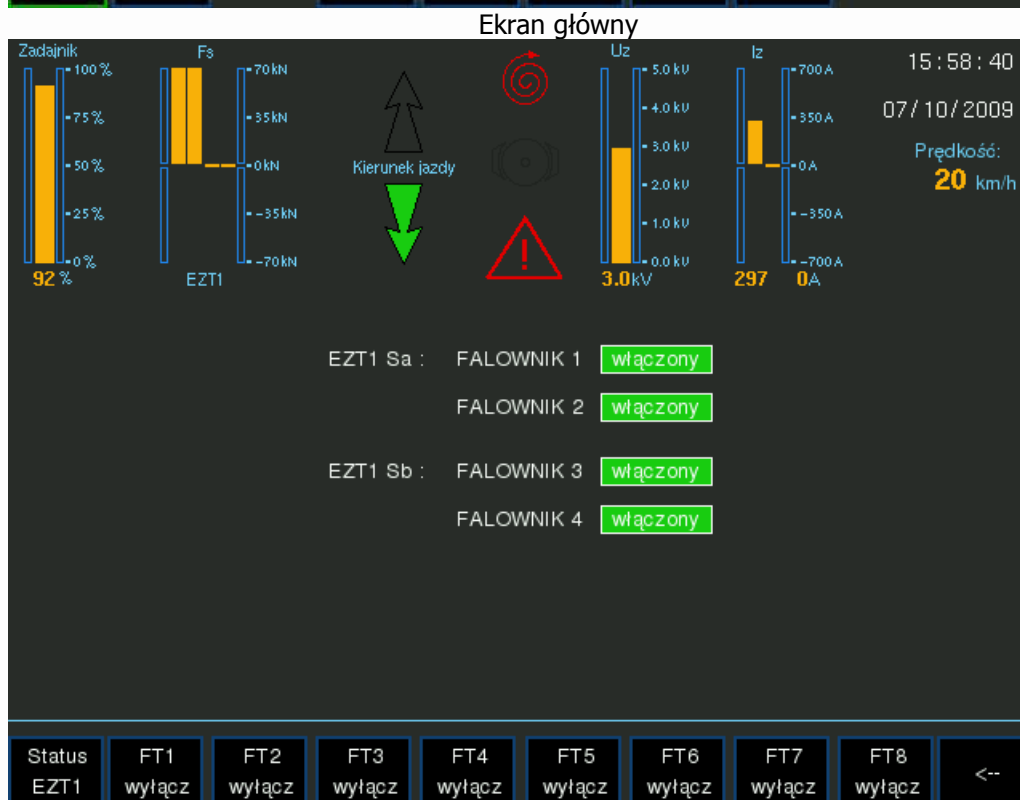 Ekran główny
Zadajnik
100%
75%
50%
25%
0%
92 %
Fs
70kN
35kN
0kN
-35kN
-70kN
EZT1
Kierunek jazdy
!
Uz
5.0kV
4.0kV
3.0kV
2.0kV
1.0kV
0.0kV
3.0kV
Iz
700A
350A
0A
-350A
-700A
297 0A
15:58:40
07/10/2009
Prędkość:
20 km/h
EZT1 Sa : FALOWNIK 1 włączony
FALOWNIK 2 włączony
EZT1 Sb : FALOWNIK 3 włączony
FALOWNIK 4 włączony
Status FT1 FT2 FT3 FT4 FT5 FT6 FT7 FT8 <--
EZT1 wyłącz wyłącz wyłącz wyłącz wyłącz wyłącz wyłącz wyłącz